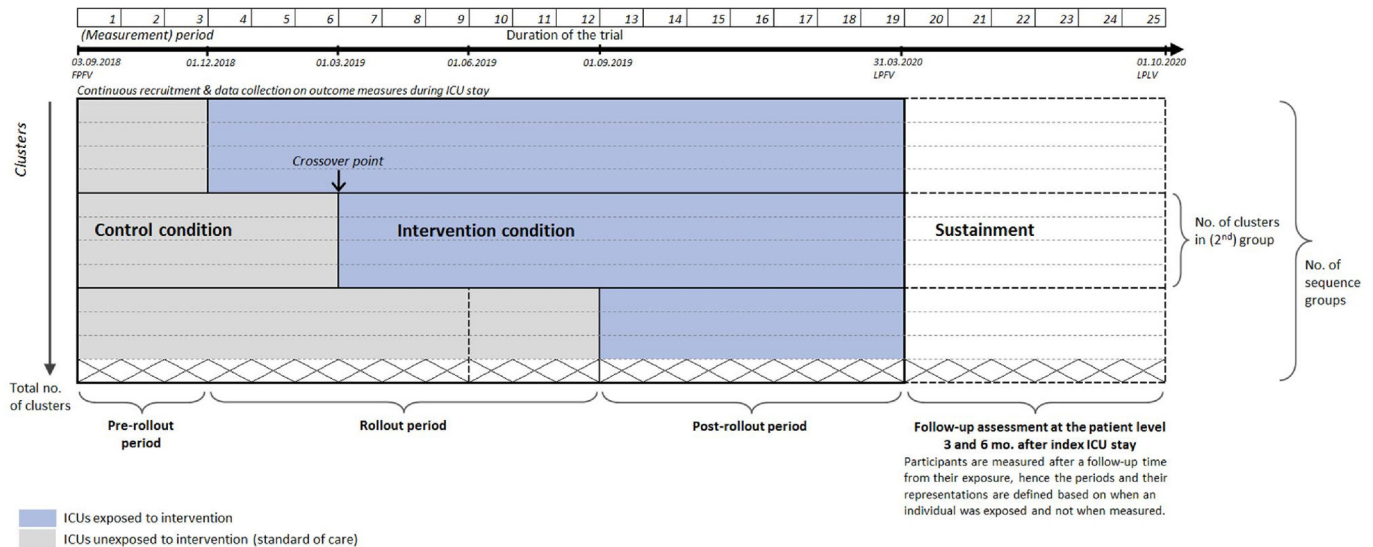 1 2 3 4 5 6 7 8 9 10 11 12 13 14 15 16 17 18 19 20 21 22 23 24 25
(Measurement) period
Duration of the trial
03.09.2018 01.12.2018 01.03.2019 01.06.2019 01.09.2019 31.03.2020 01.10.2020
FPFV LPFV LPLV
Continuous recruitment & data collection on outcome measures during ICU stay
Clusters
Crossover point
Control condition
Intervention condition
Sustainment
No. of clusters
in (2nd) group
No. of
sequence
groups
Total no.
of clusters
Pre-rollout
period
Rollout period
Post-rollout period
Follow-up assessment at the patient level
3 and 6 mo. after index ICU stay
Participants are measured after a follow-up time
from their exposure, hence the periods and their
representations are defined based on when an
individual was exposed and not when measured.
ICUs exposed to intervention
ICUs unexposed to intervention (standard of care)